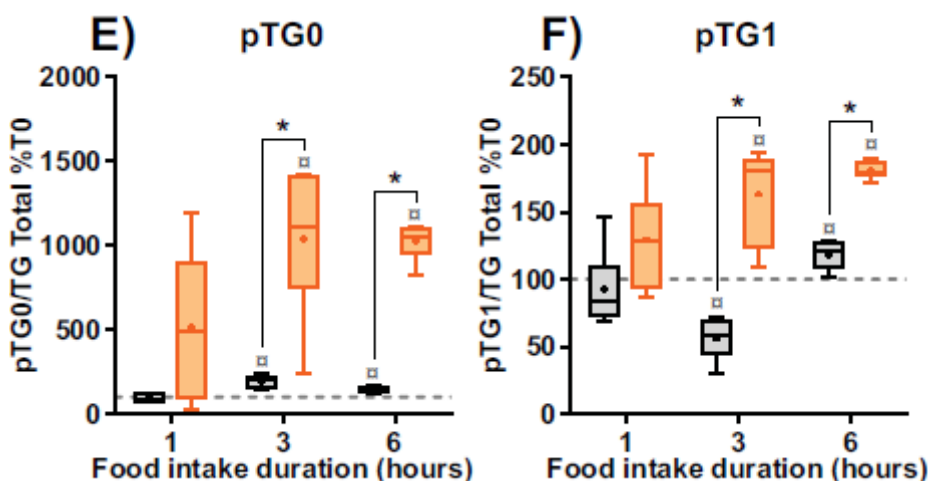 E) pTG0
pTG0/TG Total %T0
2000
1500
1000
500
0
* ¤
* ¤
¤
¤
1 3 6
Food intake duration (hours)
F) pTG1
pTG1/TG Total %T0
250
200
150
100
50
0
* ¤
* ¤
¤
¤
1 3 6
Food intake duration (hours)